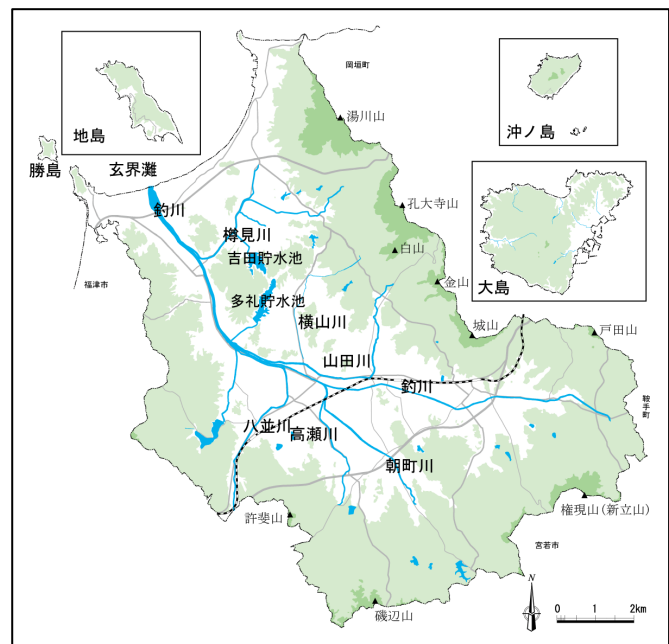 岡垣町
地島
沖ノ島
湯川山
勝島
玄界灘
釣川
孔大寺山
樽見川
白山
吉田貯水池
金山
大島
福津市
多礼貯水池
横山川
城山
戸田山
山田川
釣川
鞍手町
八並川
高瀬川
朝町川
許斐山
権現山(新立山)
宮若市
磯辺山
N
0 1 2km